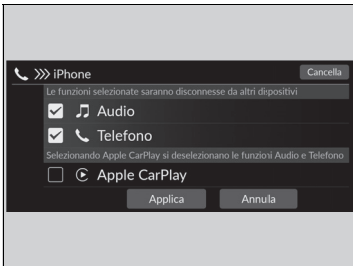 iPhone
Cancella
Le funzioni selezionate saranno disconnesse da altri dispositivi
Audio
Telefono
Selezionando Apple CarPlay si deselezionano le funzioni Audio e Telefono
Apple CarPlay
Applica
Annulla